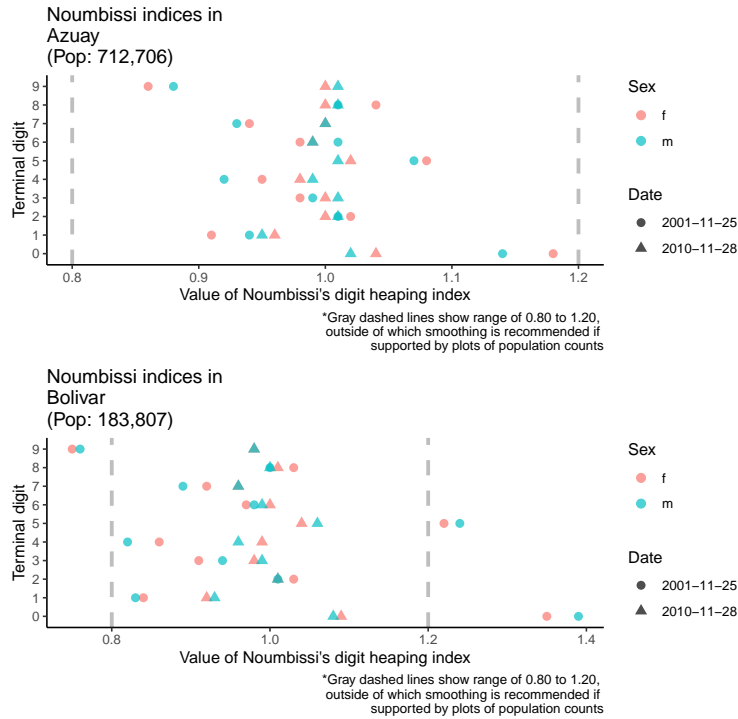 Noumbissi indices in
Azuay
(Pop: 712,706)
9
8
7
6
5
4
3
2
1
0
Terminal digit
0.8 0.9 1.0 1.1 1.2
Value of Noumbissi's digit heaping index
*Gray dashed lines show range of 0.80 to 1.20,
outside of which smoothing is recommended if
supported by plots of population counts
Sex
f
m
Date
2001−11−25
2010−11−28
Noumbissi indices in
Bolivar
(Pop: 183,807)
9
8
7
6
5
4
3
2
1
0
Terminal digit
0.8 1.0 1.2 1.4
Value of Noumbissi's digit heaping index
*Gray dashed lines show range of 0.80 to 1.20,
outside of which smoothing is recommended if
supported by plots of population counts
Sex
f
m
Date
2001−11−25
2010−11−28